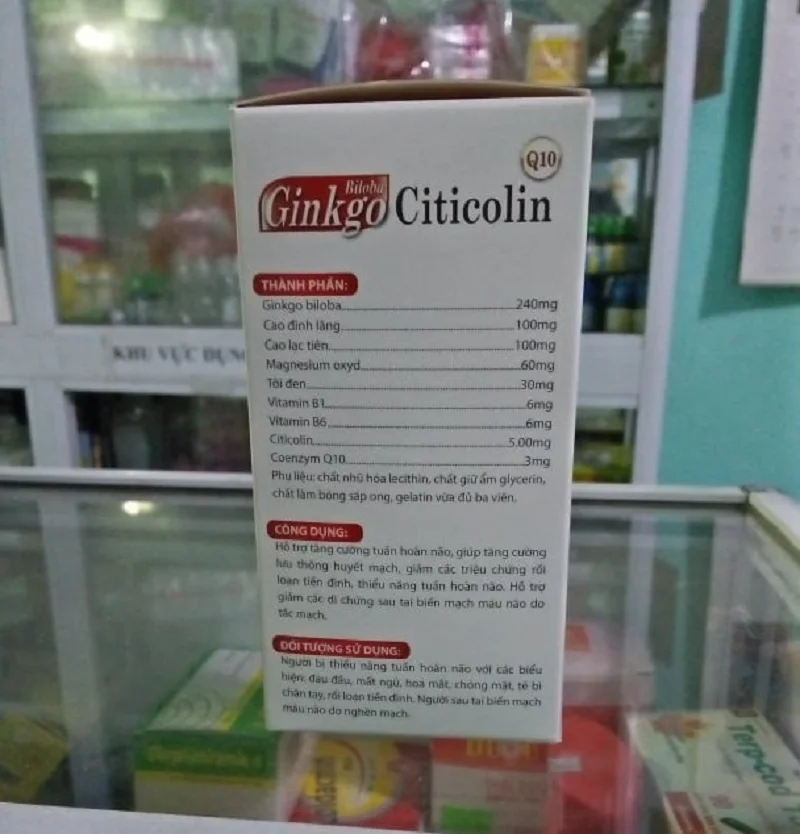 Q10
Ginkgo Biloba Citicolin
THÀNH PHẦN:
Ginkgo biloba 240mg
Cao đinh lăng 100mg
Cao lạc tiên 100mg
Magnesium oxyd 60mg
Tỏi đen 30mg
Vitamin B1 6mg
Vitamin B6 6mg
Citicolin 5.00mg
Coenzym Q10 3mg
Phụ liệu: chất nhũ hóa lecithin, chất giữ ẩm glycerin,
chất làm bóng sáp ong, gelatin vừa đủ ba viên.
CÔNG DỤNG:
Hỗ trợ tăng cường tuần hoàn não, giúp tăng cường
lưu thông huyết mạch, giảm các triệu chứng rối
loạn tiền đình, thiểu năng tuần hoàn não. Hỗ trợ
giảm các di chứng sau tai biến mạch máu não do
tắc mạch.
ĐỐI TƯỢNG SỬ DỤNG:
Người bị thiểu năng tuần hoàn não với các biểu
hiện: đau đầu, mất ngủ, hoa mắt, chóng mặt, tê bì
chân tay, rối loạn tiền đình. Người sau tai biến mạch
máu não do nghẽn mạch.
KHU VỰC DỤN
Terp-cod